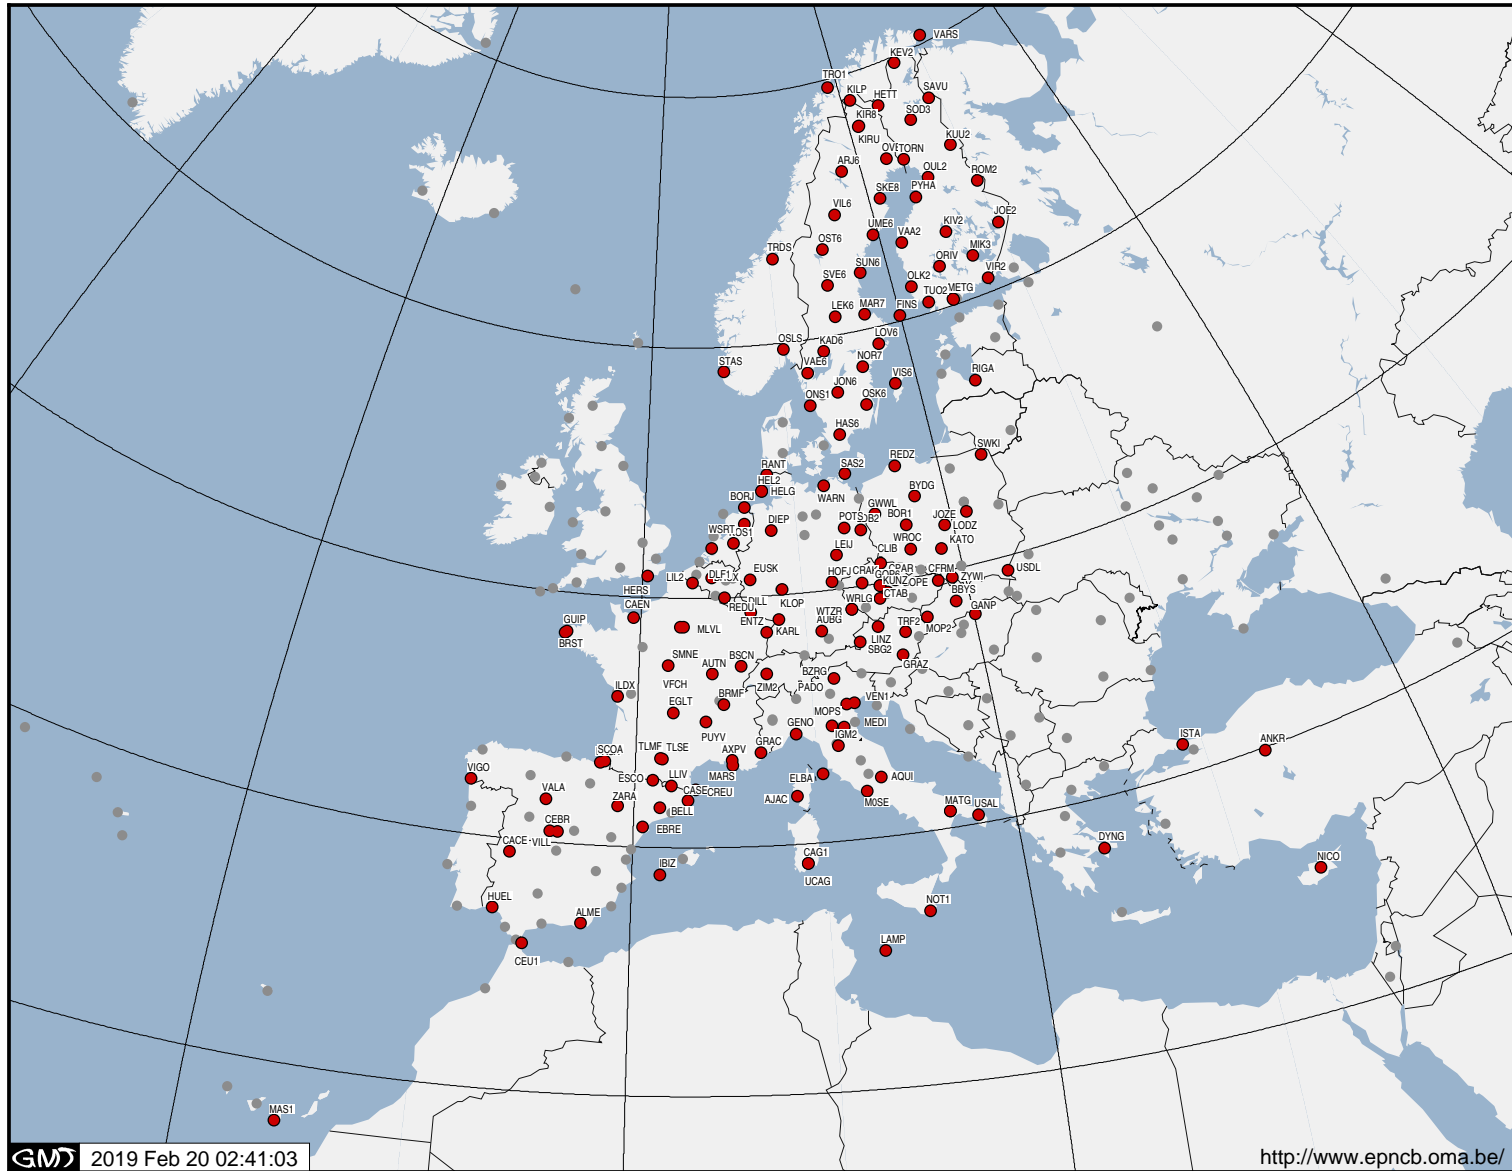 VARS
KEV2
TRO1
KILP
HETT
SAVU
KIR8
SOD3
KIRU
KUU2
TORN
ARJ6
OUL2
ROM2
SKE8
PYHA
VIL6
JOE2
UME6
KIV2
VAA2
OST6
TRDS
MIK3
ORIV
SUN6
VIR2
SVE6
OLK2
TUO2
METG
LEK6
MAR7
FINS
OSLS
KAD6
LOV6
STAS
VAE6
NOR7
VIS6
RIGA
JON6
ONS1
OSK6
HAS6
SWKI
RANT
SAS2
REDZ
HEL2
HELG
WARN
BORJ
BYDG
GWWL
WSRT
DIEP
POTS
BOR1
JOZE
LODZ
LEIJ
CLIB
WROC
KATO
LIL2
DLF1
EUSK
HOFJ
CFRM
ZYWI
USDL
HERS
KUNZ
CTAB
BBYS
CAEN
REDU
DILL
KLOP
WRLG
GANP
GUIP
BRST
MLVL
ENTZ
KARL
WTZR
AUBG
LINZ
TRF2
MOP2
SBG2
SMNE
VFCH
AUTN
BSCN
GRAZ
ILDX
BRMF
ZIM2
BZRG
PADO
VEN1
EGLT
PUYV
MOPS
MEDI
GENO
IGM2
SCOA
TLMF
TLSE
AXPV
GRAC
MARS
ISTA
ANKR
VIGO
ESCO
LLIV
CASE
CREU
ELBA
AQUI
VALA
ZARA
BELL
AJAC
M0SE
MATG
USAL
CEBR
VILL
EBRE
CACE
IBIZ
CAG1
UCAG
DYNG
NICO
HUEL
ALME
NOT1
CEU1
LAMP
MAS1
GMT
2019 Feb 20 02:41:03
http://www.epncb.oma.be/